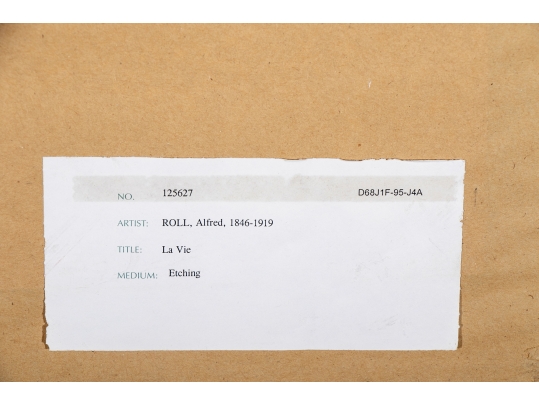 NO. 125627 D68J1F-95-J4A
ARTIST: ROLL, Alfred, 1846-1919
TITLE: La Vie
MEDIUM: Etching